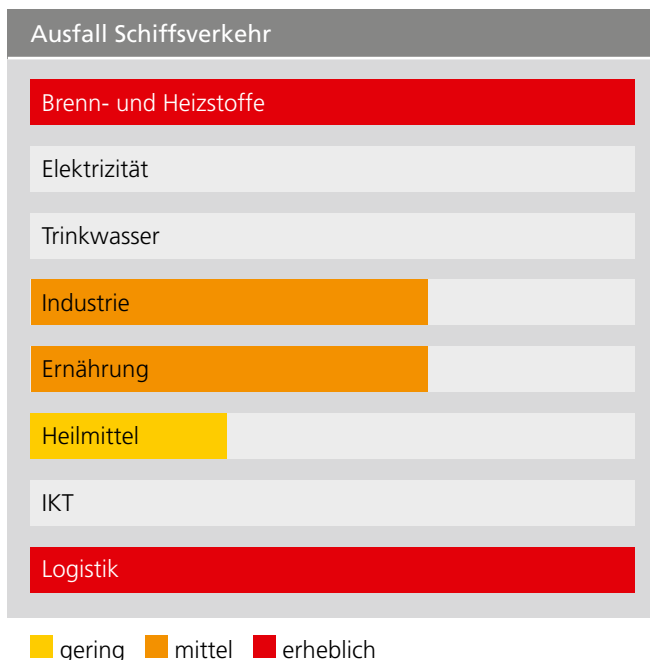 Ausfall Schiffsverkehr
Brenn- und Heizstoffe
Elektrizität
Trinkwasser
Industrie
Ernährung
Heilmittel
IKT
Logistik
gering mittel erheblich